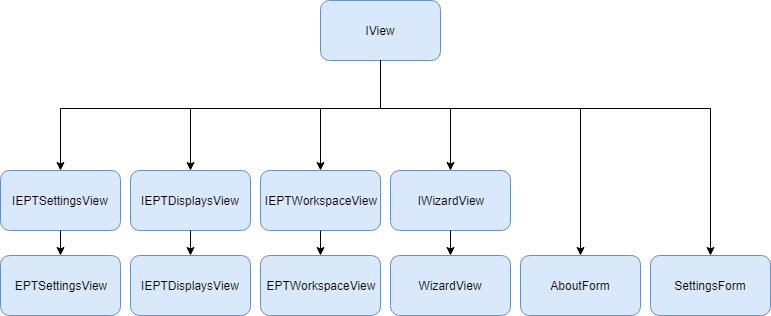 IView
IEPTSettingsView
IEPTDisplaysView
IEPTWorkspaceView
IWizardView
EPTSettingsView
IEPTDisplaysView
EPTWorkspaceView
WizardView
AboutForm
SettingsForm